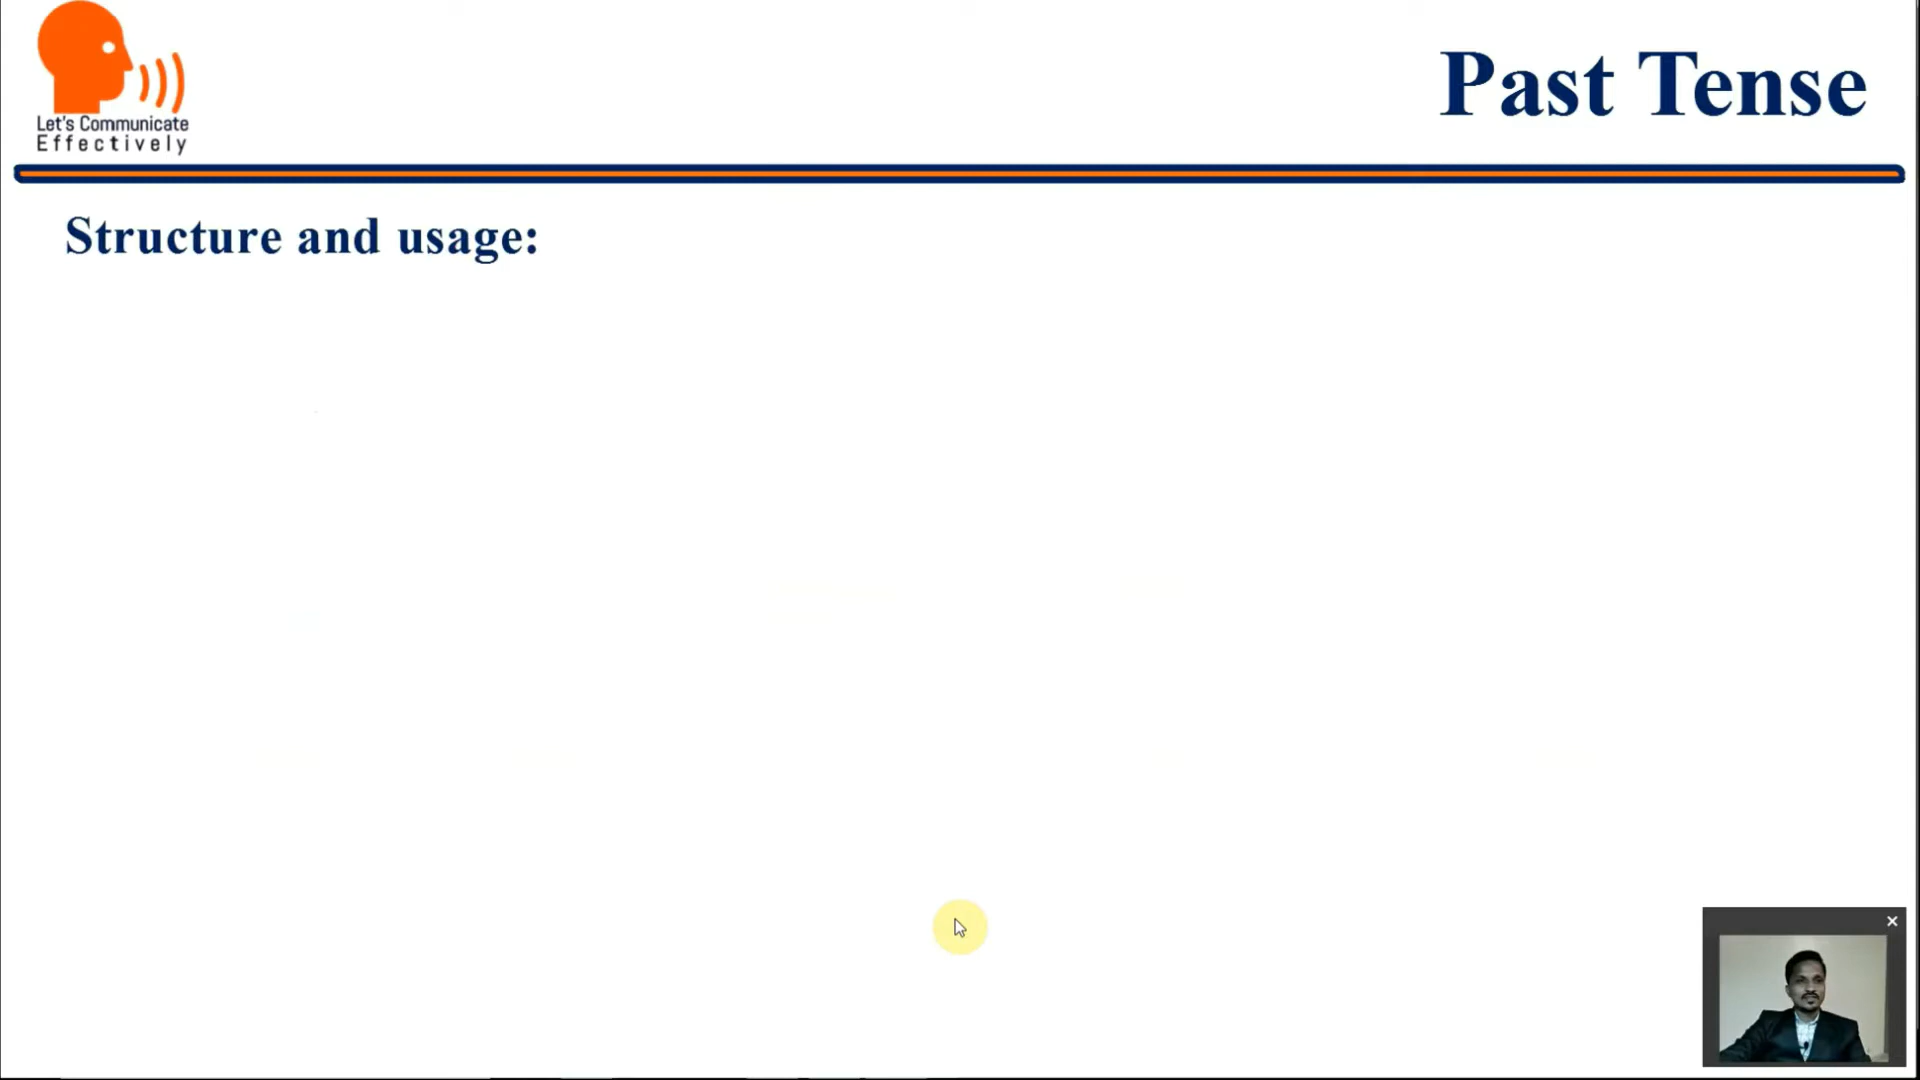 Let's Communicate
Effectively
Past Tense
Structure and usage: